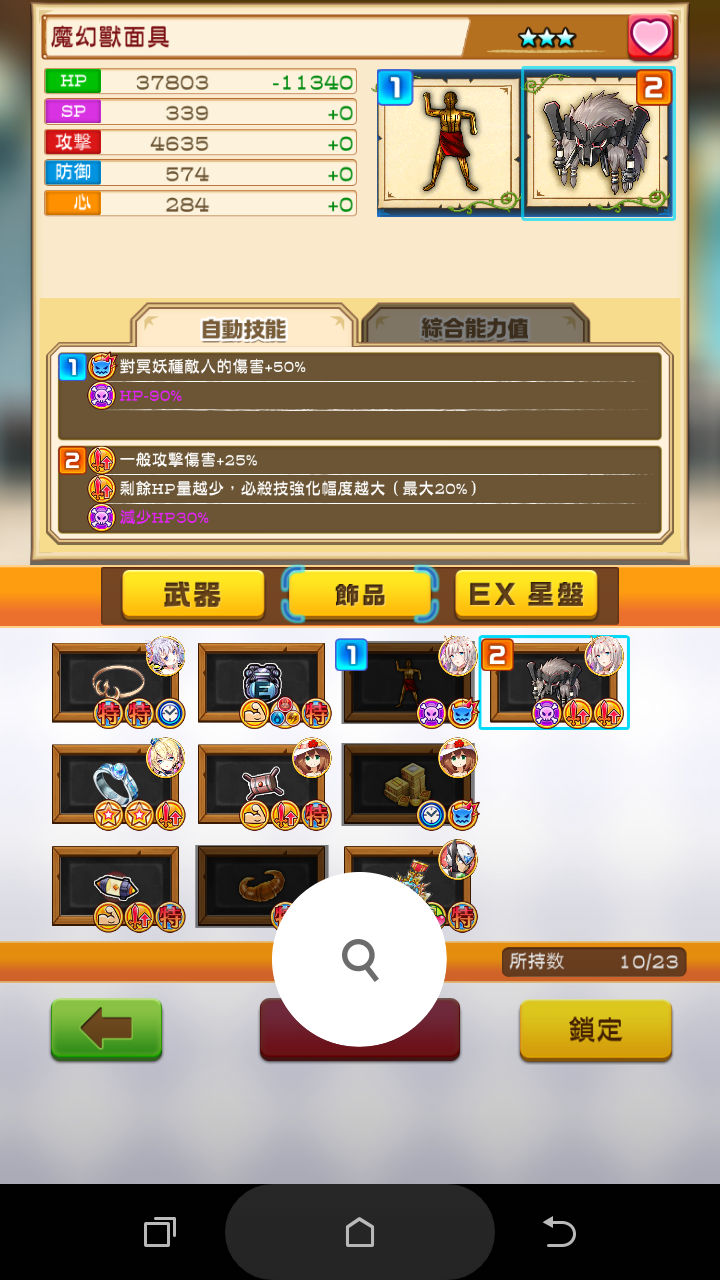 魔幻獸面具
HP 37803 -11340
SP 339 +0
攻擊 4635 +0
防御 574 +0
心 284 +0
1
2
自動技能
綜合能力値
1 對冥妖種敵人的傷害+50%
HP-90%
2 一般攻擊傷害+25%
剩餘HP量越少，必殺技強化幅度越大（最大20%）
減少HP30%
武器
飾品
EX 星盤
特 特
E
特
1
2
特
特
特
特
所持数 10/23
鎖定